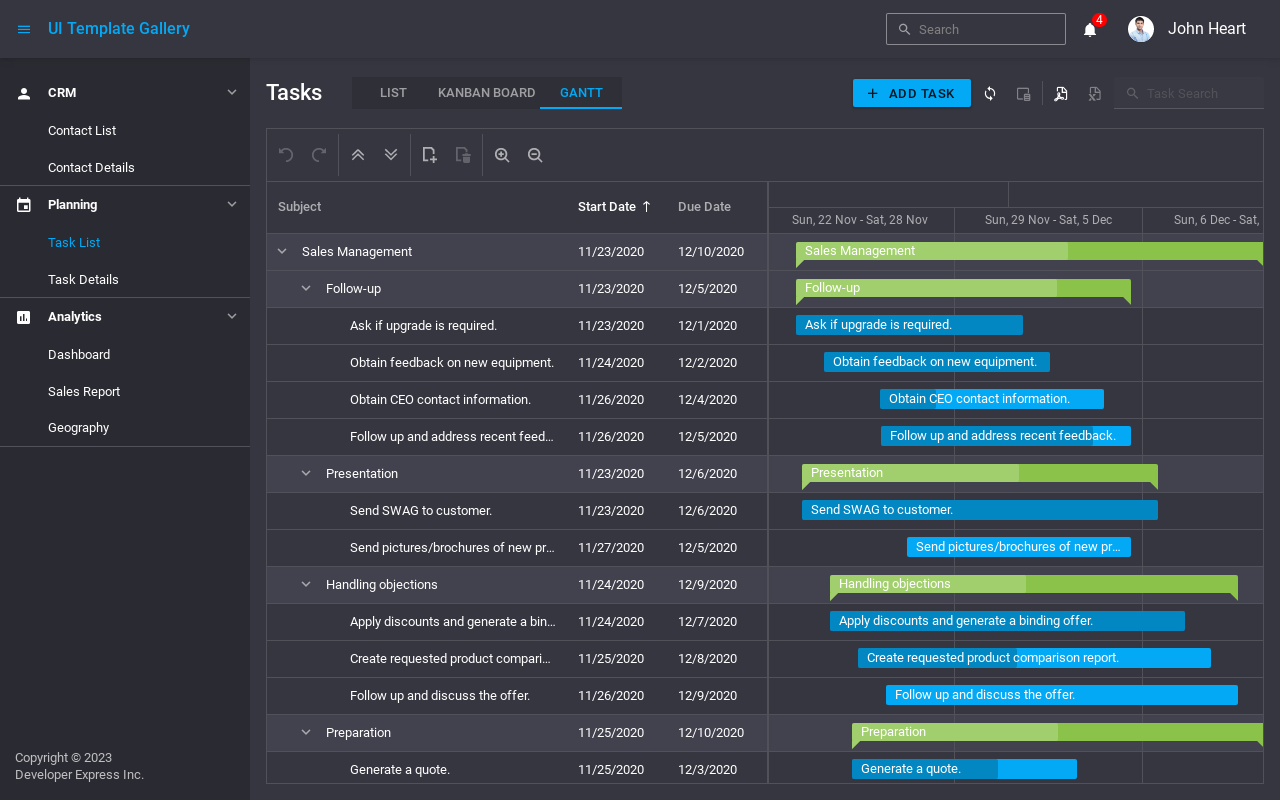 UI Template Gallery
Search
4
John Heart
CRM
Contact List
Contact Details
Planning
Task List
Task Details
Analytics
Dashboard
Sales Report
Geography
Copyright © 2023
Developer Express Inc.
Tasks
LIST
KANBAN BOARD
GANTT
ADD TASK
Task Search
Subject
Start Date
Due Date
Sun, 22 Nov - Sat, 28 Nov
Sun, 29 Nov - Sat, 5 Dec
Sun, 6 Dec - Sat,
Sales Management 11/23/2020 12/10/2020
Sales Management
Follow-up 11/23/2020 12/5/2020
Follow-up
Ask if upgrade is required. 11/23/2020 12/1/2020
Ask if upgrade is required.
Obtain feedback on new equipment. 11/24/2020 12/2/2020
Obtain feedback on new equipment.
Obtain CEO contact information. 11/26/2020 12/4/2020
Obtain CEO contact information.
Follow up and address recent feed... 11/26/2020 12/5/2020
Follow up and address recent feedback.
Presentation 11/23/2020 12/6/2020
Presentation
Send SWAG to customer. 11/23/2020 12/6/2020
Send SWAG to customer.
Send pictures/brochures of new pr... 11/27/2020 12/5/2020
Send pictures/brochures of new pr...
Handling objections 11/24/2020 12/9/2020
Handling objections
Apply discounts and generate a bin... 11/24/2020 12/7/2020
Apply discounts and generate a binding offer.
Create requested product compari... 11/25/2020 12/8/2020
Create requested product comparison report.
Follow up and discuss the offer. 11/26/2020 12/9/2020
Follow up and discuss the offer.
Preparation 11/25/2020 12/10/2020
Preparation
Generate a quote. 11/25/2020 12/3/2020
Generate a quote.